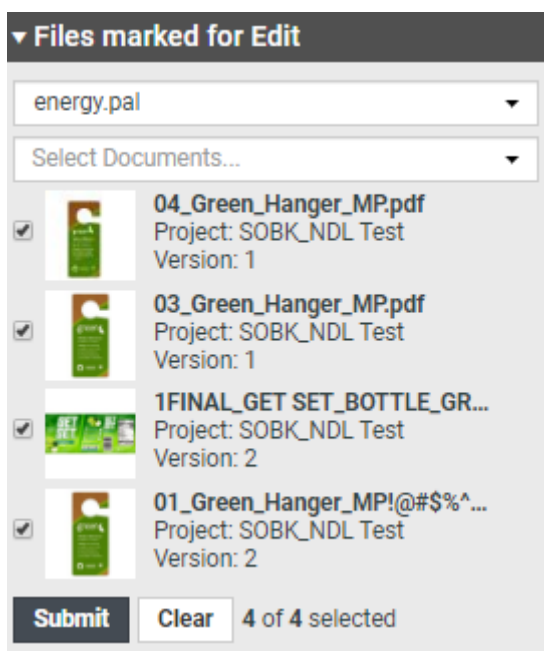 Files marked for Edit
energy.pal
Select Documents...
04_Green_Hanger_MP.pdf
Project: SOBK_NDL Test
Version: 1
03_Green_Hanger_MP.pdf
Project: SOBK_NDL Test
Version: 1
1FINAL_GET SET_BOTTLE_GR...
Project: SOBK_NDL Test
Version: 2
GET
SET
01_Green_Hanger_MP!@#$%^...
Project: SOBK_NDL Test
Version: 2
Submit
Clear
4 of 4 selected